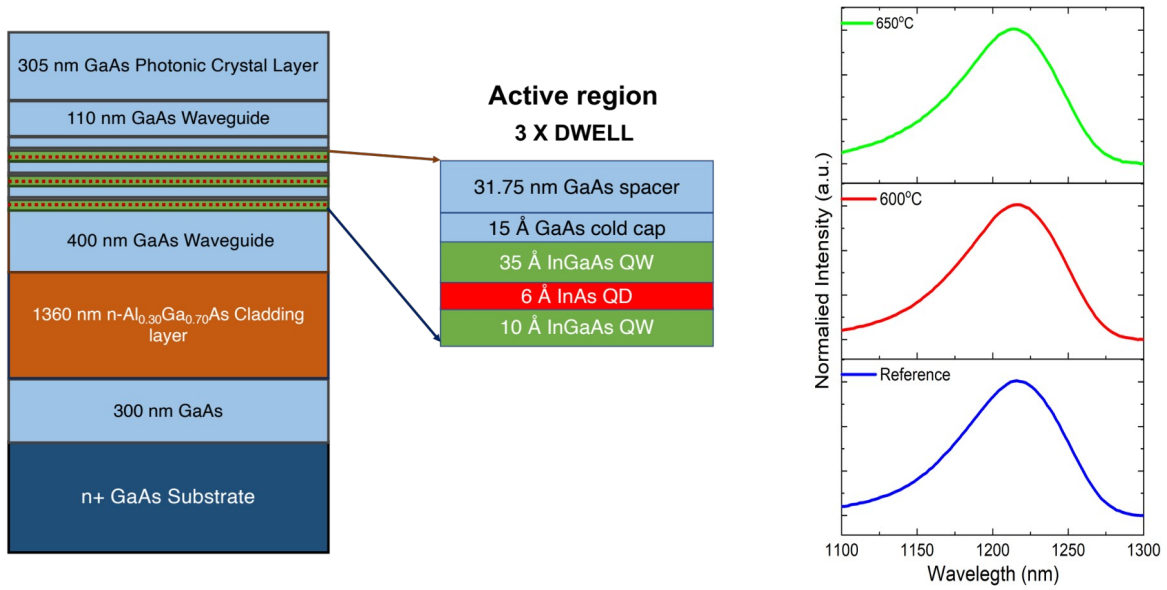 305 nm GaAs Photonic Crystal Layer
110 nm GaAs Waveguide
400 nm GaAs Waveguide
1360 nm n-Al0.30Ga0.70As Cladding
layer
300 nm GaAs
n+ GaAs Substrate
Active region
3 X DWELL
31.75 nm GaAs spacer
15 Å GaAs cold cap
35 Å InGaAs QW
6 Å InAs QD
10 Å InGaAs QW
Normalied Intensity (a.u.)
650°C
600°C
Reference
1100 1150 1200 1250 1300
Wavelegth (nm)